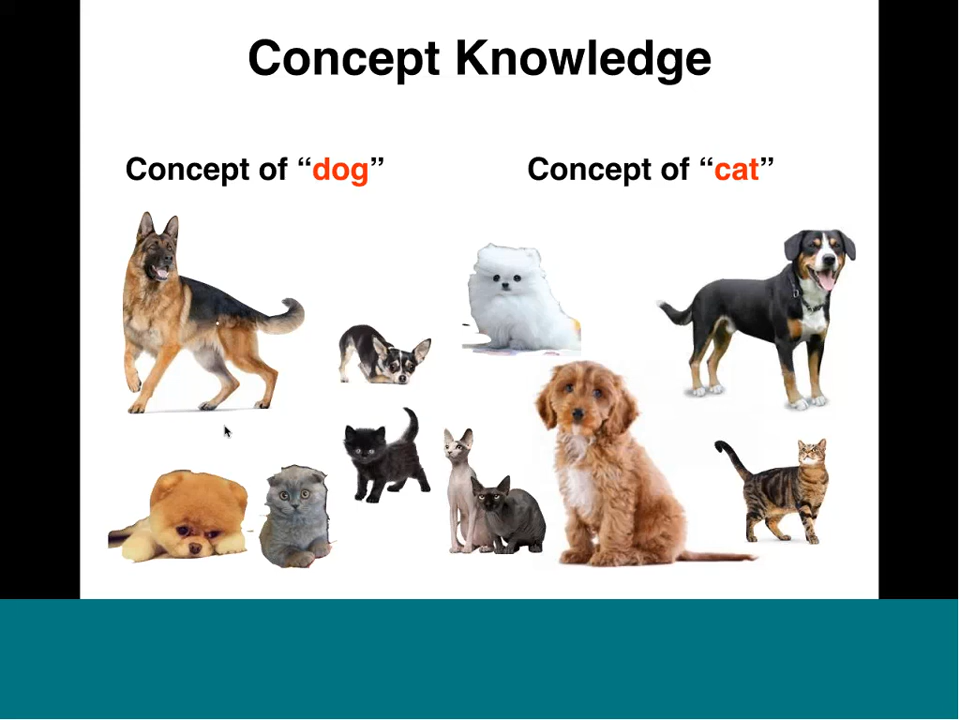 Concept Knowledge
Concept of “dog”
Concept of “cat”